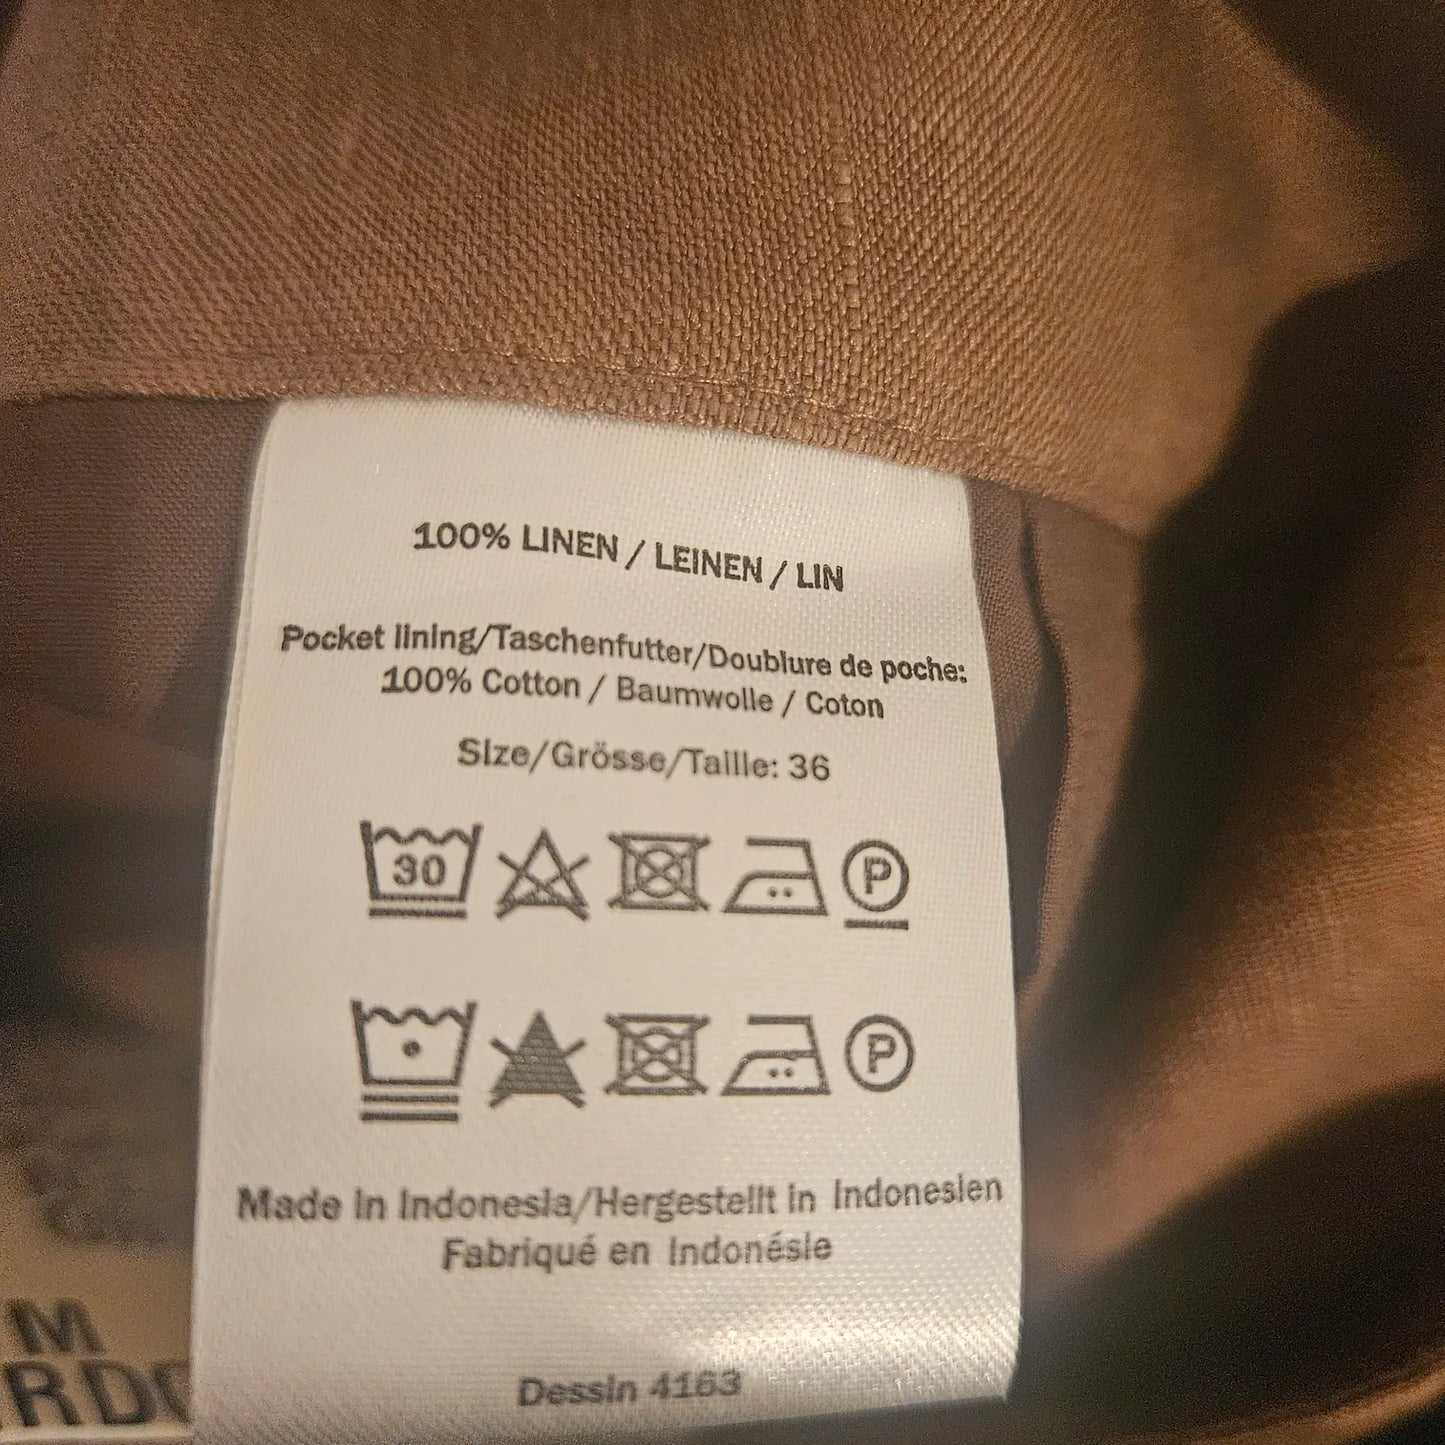 100% LINEN / LEINEN / LIN
Pocket lining/Taschenfutter/Doublure de poche:
100% Cotton / Baumwolle / Coton
Size/Grösse/Taille: 36
30
P
P
Made in Indonesia/Hergestellt in Indonesien
Fabriqué en Indonésie
Dessin 4163
M
RDO